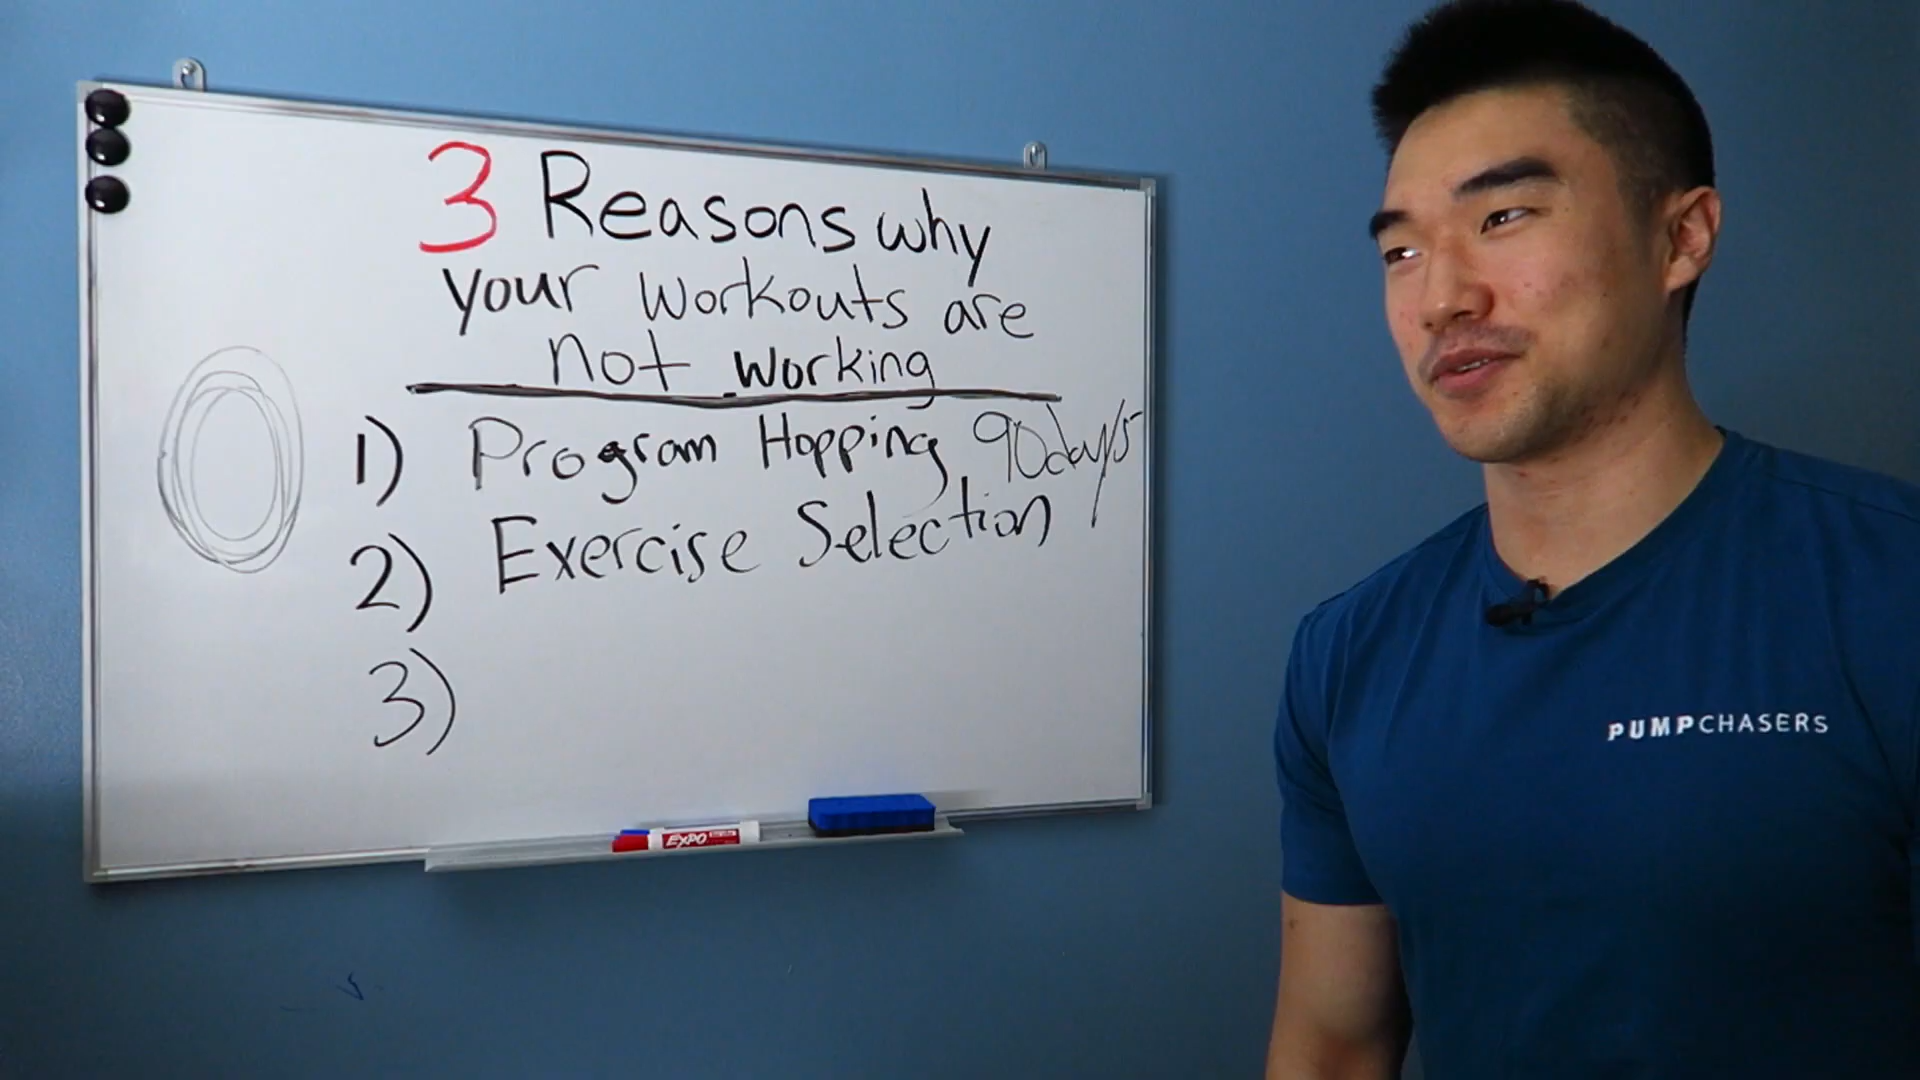 3 Reasons why
your workouts are
not working
1) Program Hopping 90days
2) Exercise Selection
3)
EXPO
PUMPCHASERS